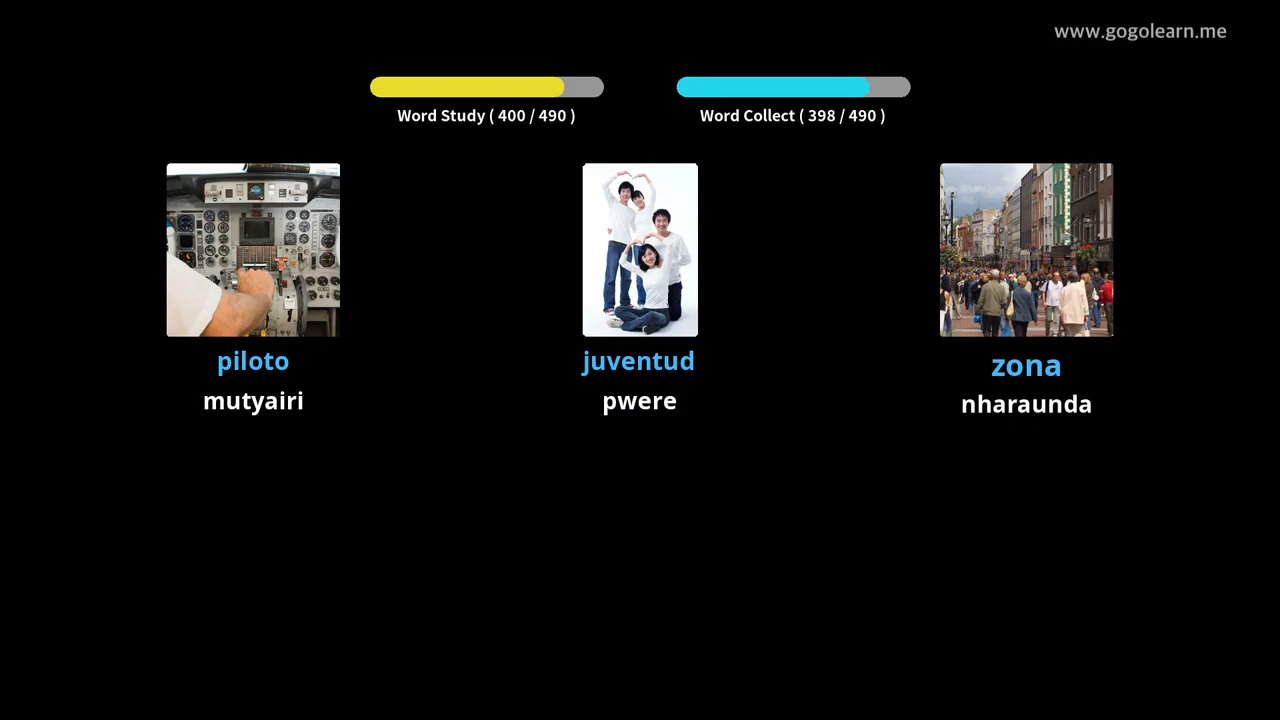 www.gogolearn.me
Word Study ( 400 / 490 )
Word Collect ( 398 / 490 )
piloto
mutyairi
juventud
pwere
zona
nharaunda